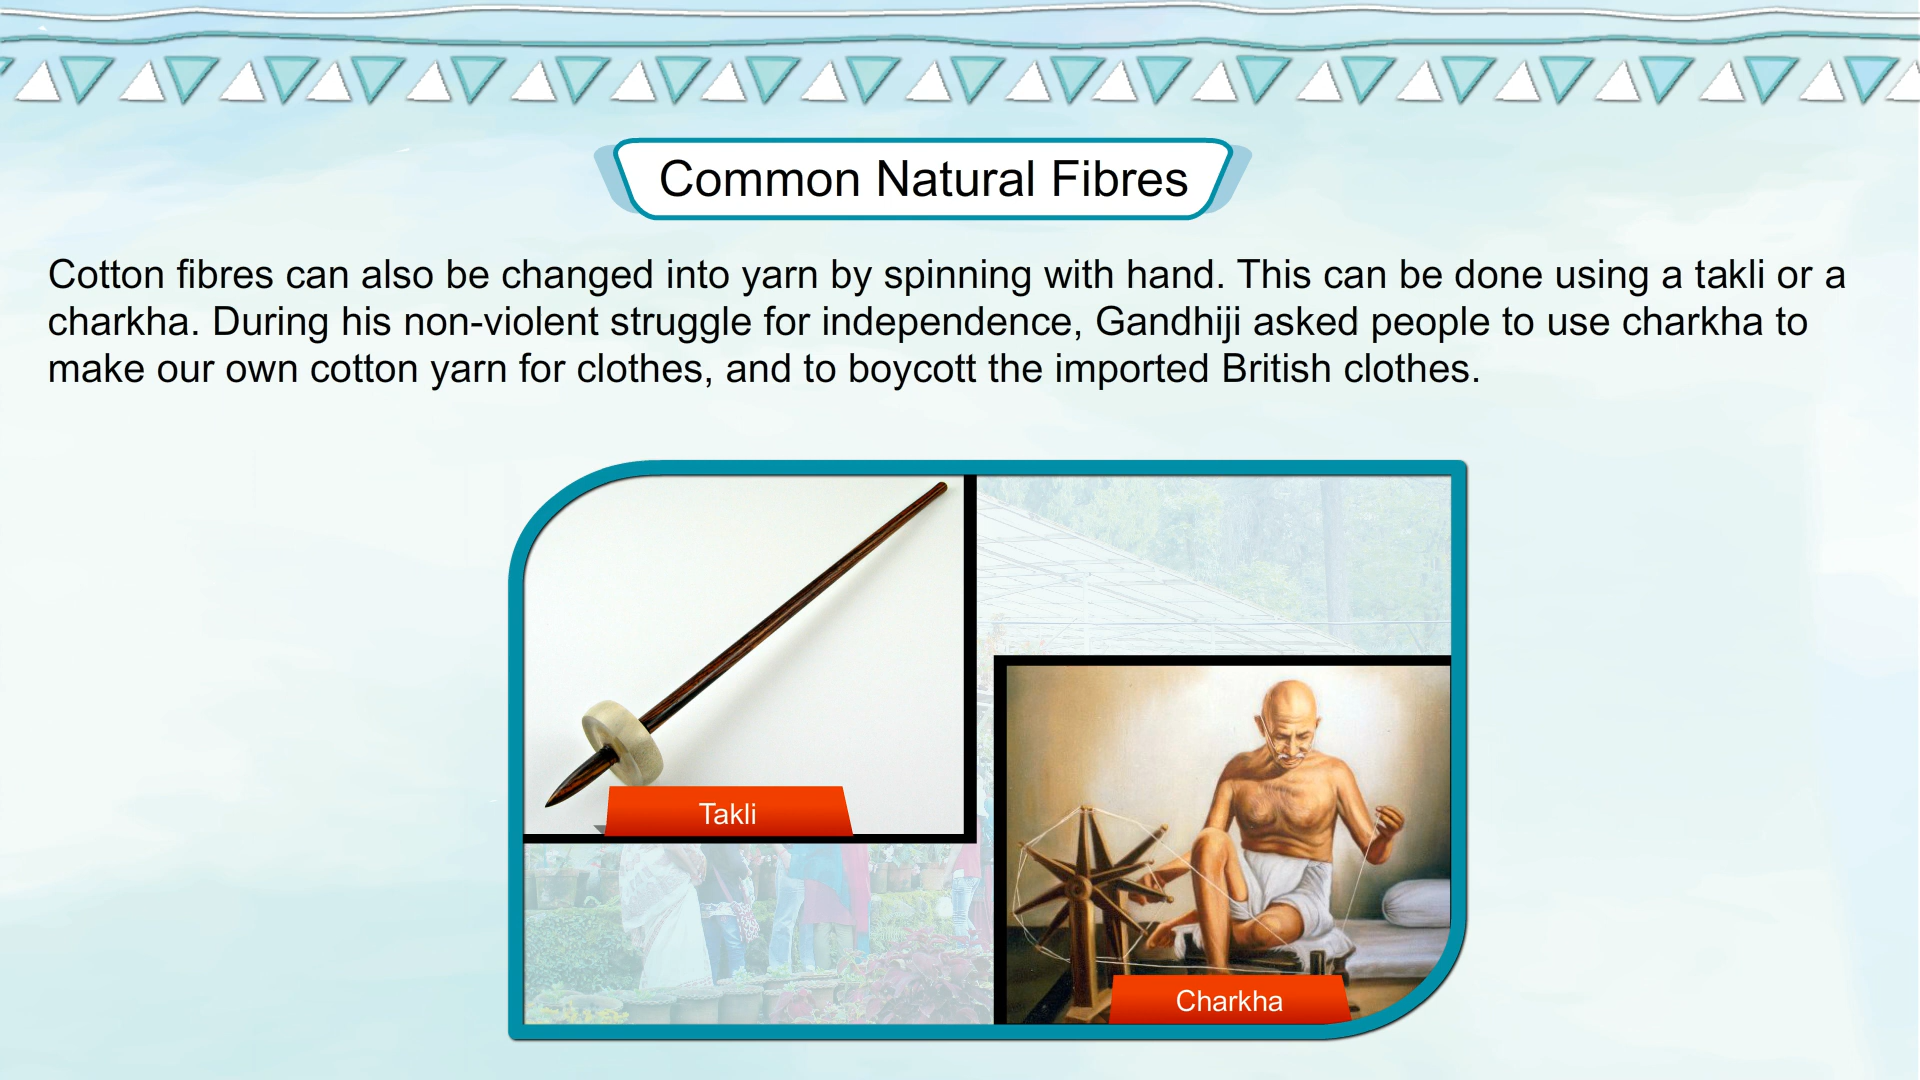 Common Natural Fibres
Cotton fibres can also be changed into yarn by spinning with hand. This can be done using a takli or a
charkha. During his non-violent struggle for independence, Gandhiji asked people to use charkha to
make our own cotton yarn for clothes, and to boycott the imported British clothes.
Takli
Charkha